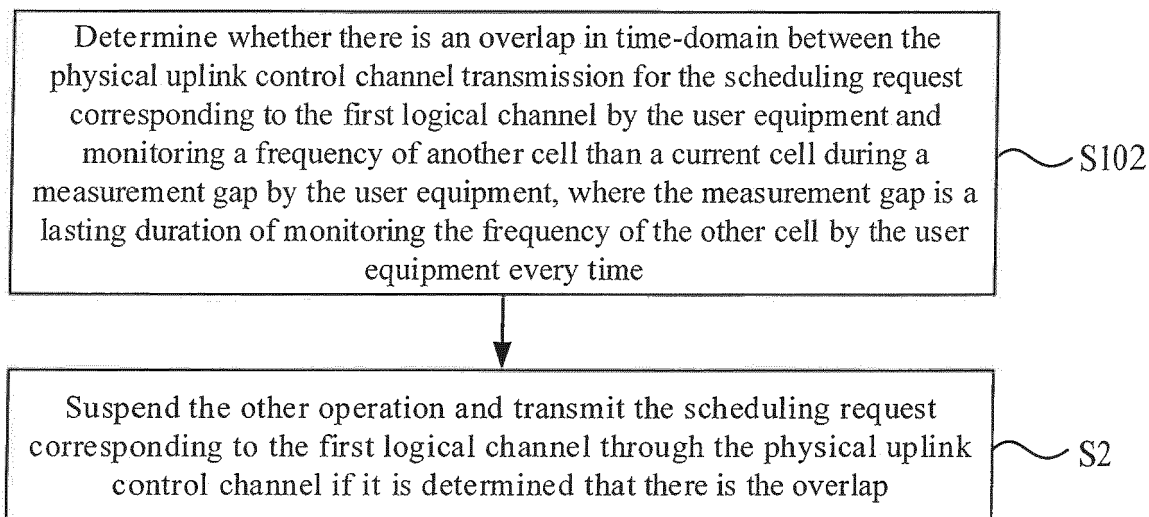 Determine whether there is an overlap in time-domain between the
physical uplink control channel transmission for the scheduling request
corresponding to the first logical channel by the user equipment and
monitoring a frequency of another cell than a current cell during a
measurement gap by the user equipment, where the measurement gap is a
lasting duration of monitoring the frequency of the other cell by the user
equipment every time
S102
Suspend the other operation and transmit the scheduling request
corresponding to the first logical channel through the physical uplink
control channel if it is determined that there is the overlap
S2